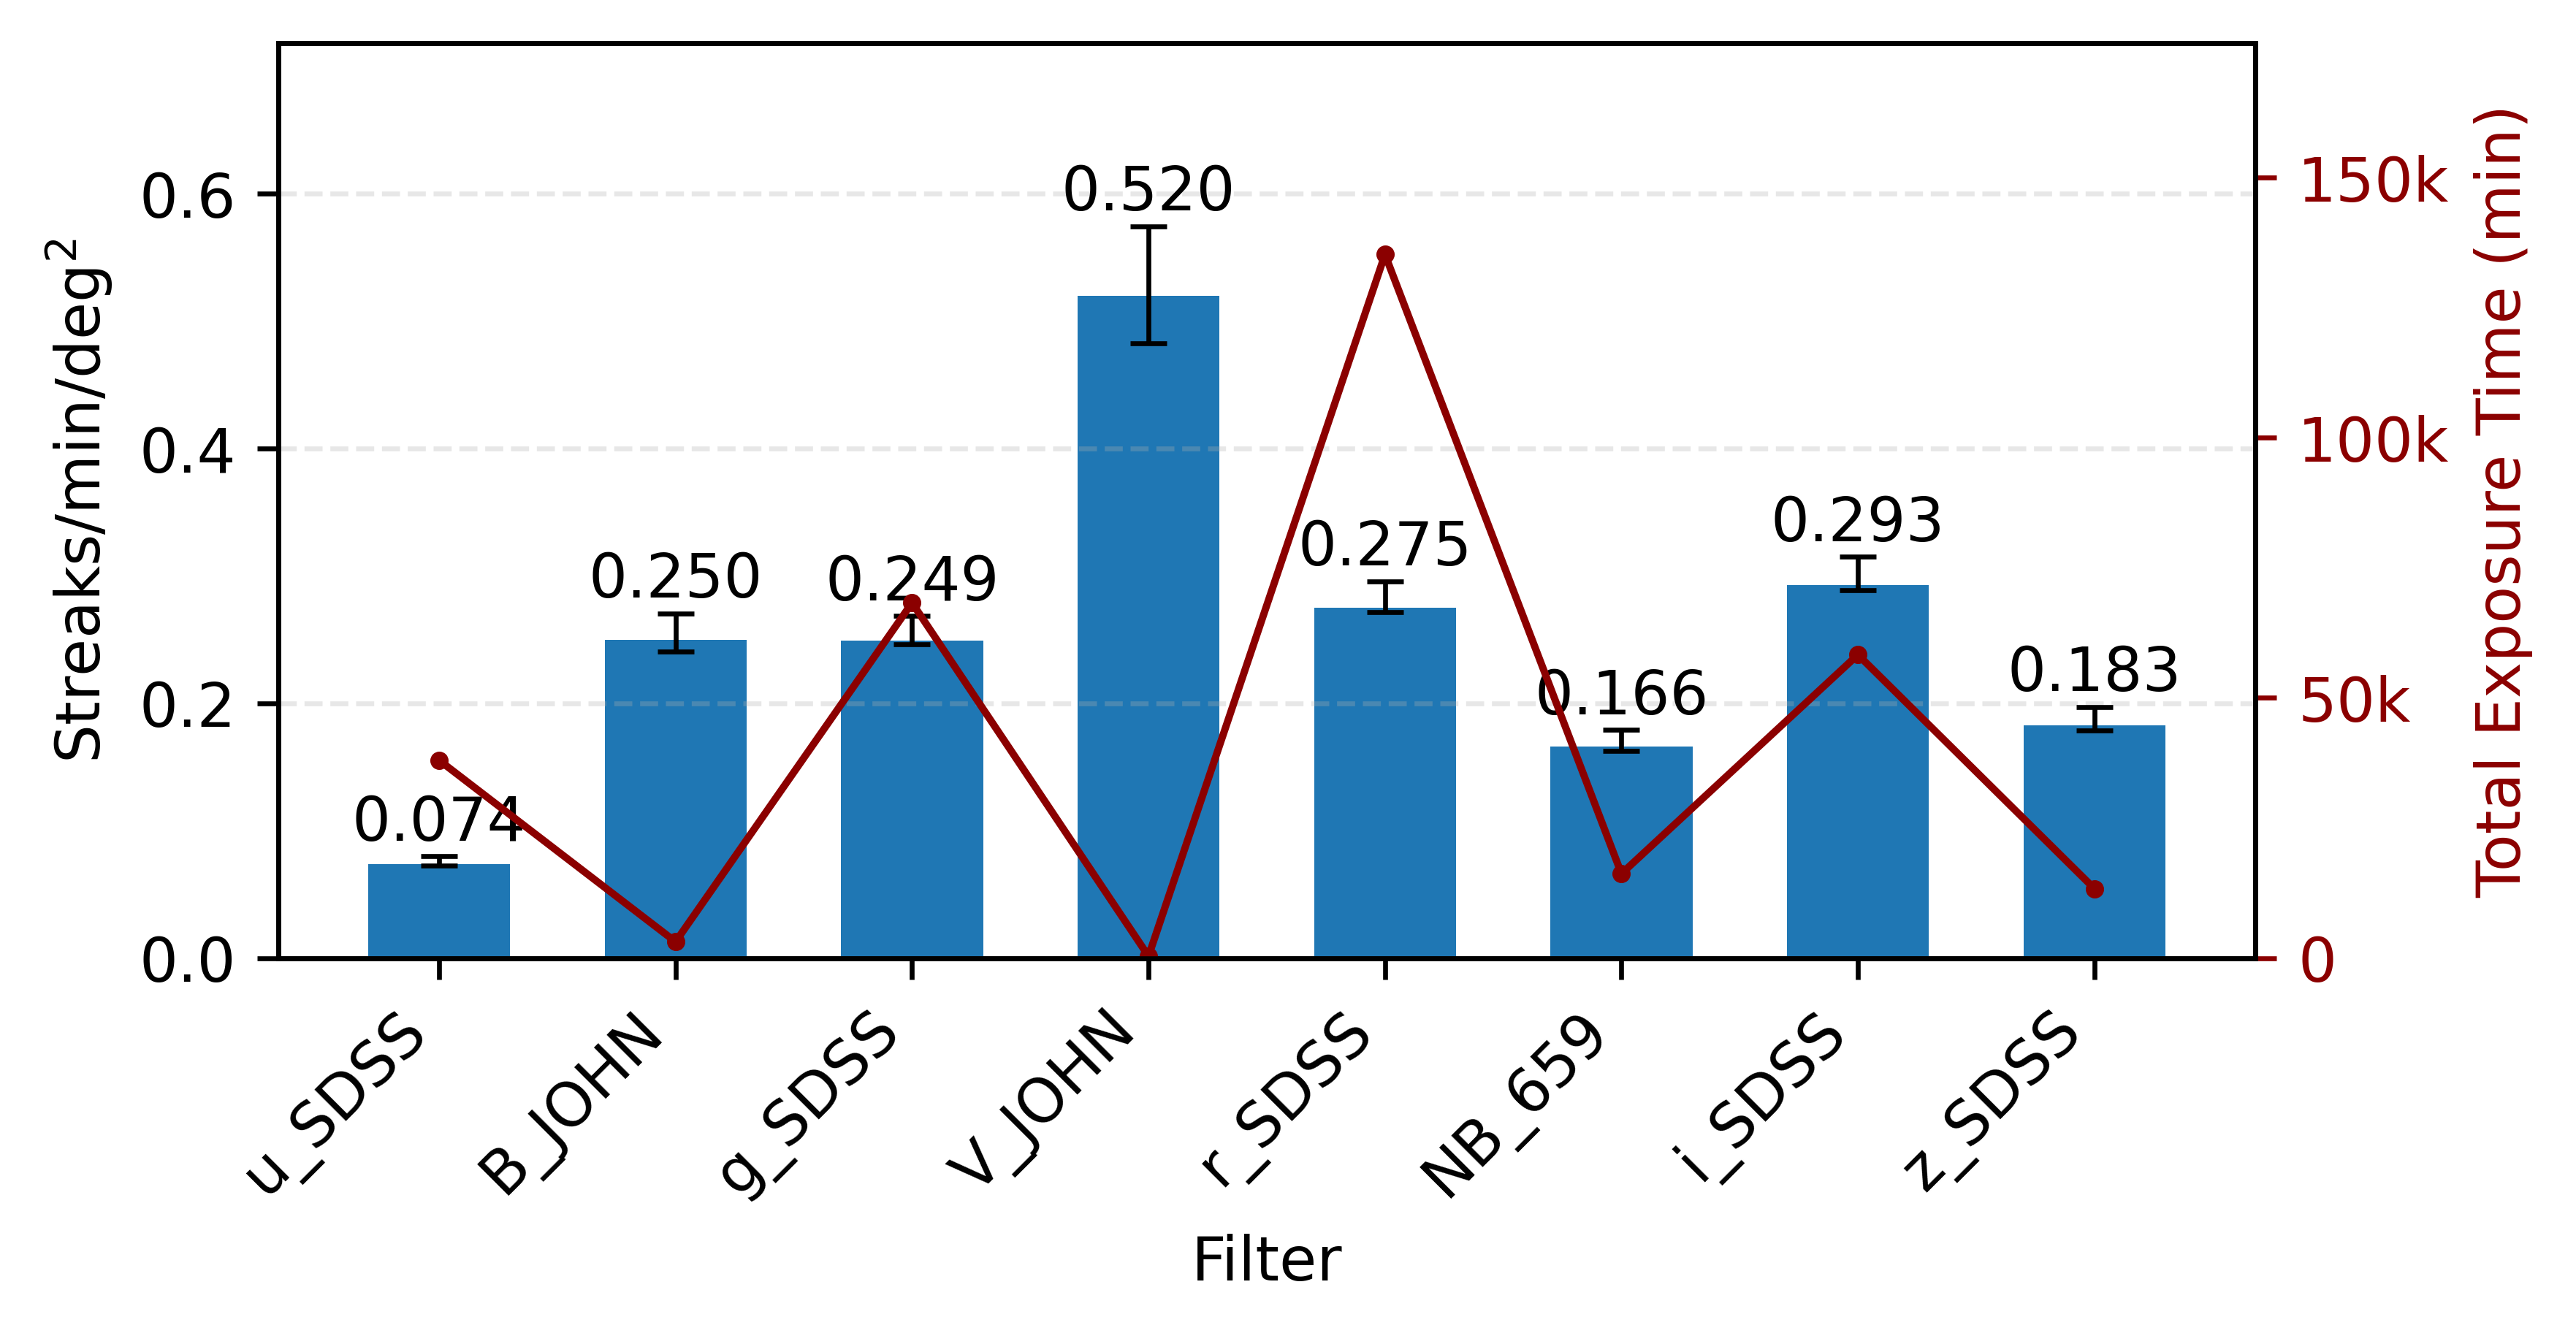 Streaks/min/deg²
0.6
0.4
0.2
0.0
0.074
0.250
0.249
0.520
0.275
0.166
0.293
0.183
150k
100k
50k
0
Total Exposure Time (min)
u_SDSS
B_JOHN
g_SDSS
V_JOHN
r_SDSS
NB_659
i_SDSS
z_SDSS
Filter